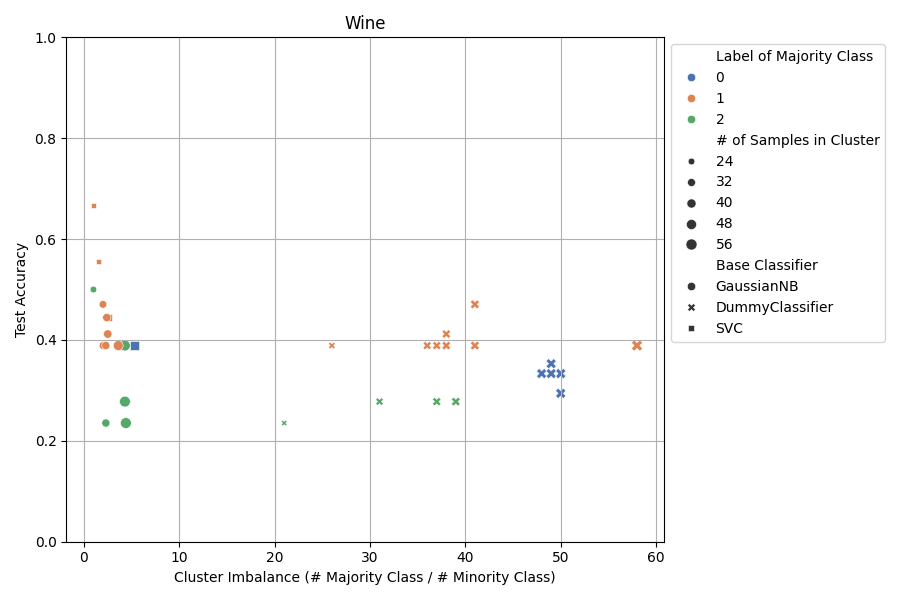 Wine
Test Accuracy
1.0
0.8
0.6
0.4
0.2
0.0
0 10 20 30 40 50 60
Cluster Imbalance (# Majority Class / # Minority Class)
Label of Majority Class
0
1
2
# of Samples in Cluster
24
32
40
48
56
Base Classifier
GaussianNB
DummyClassifier
SVC